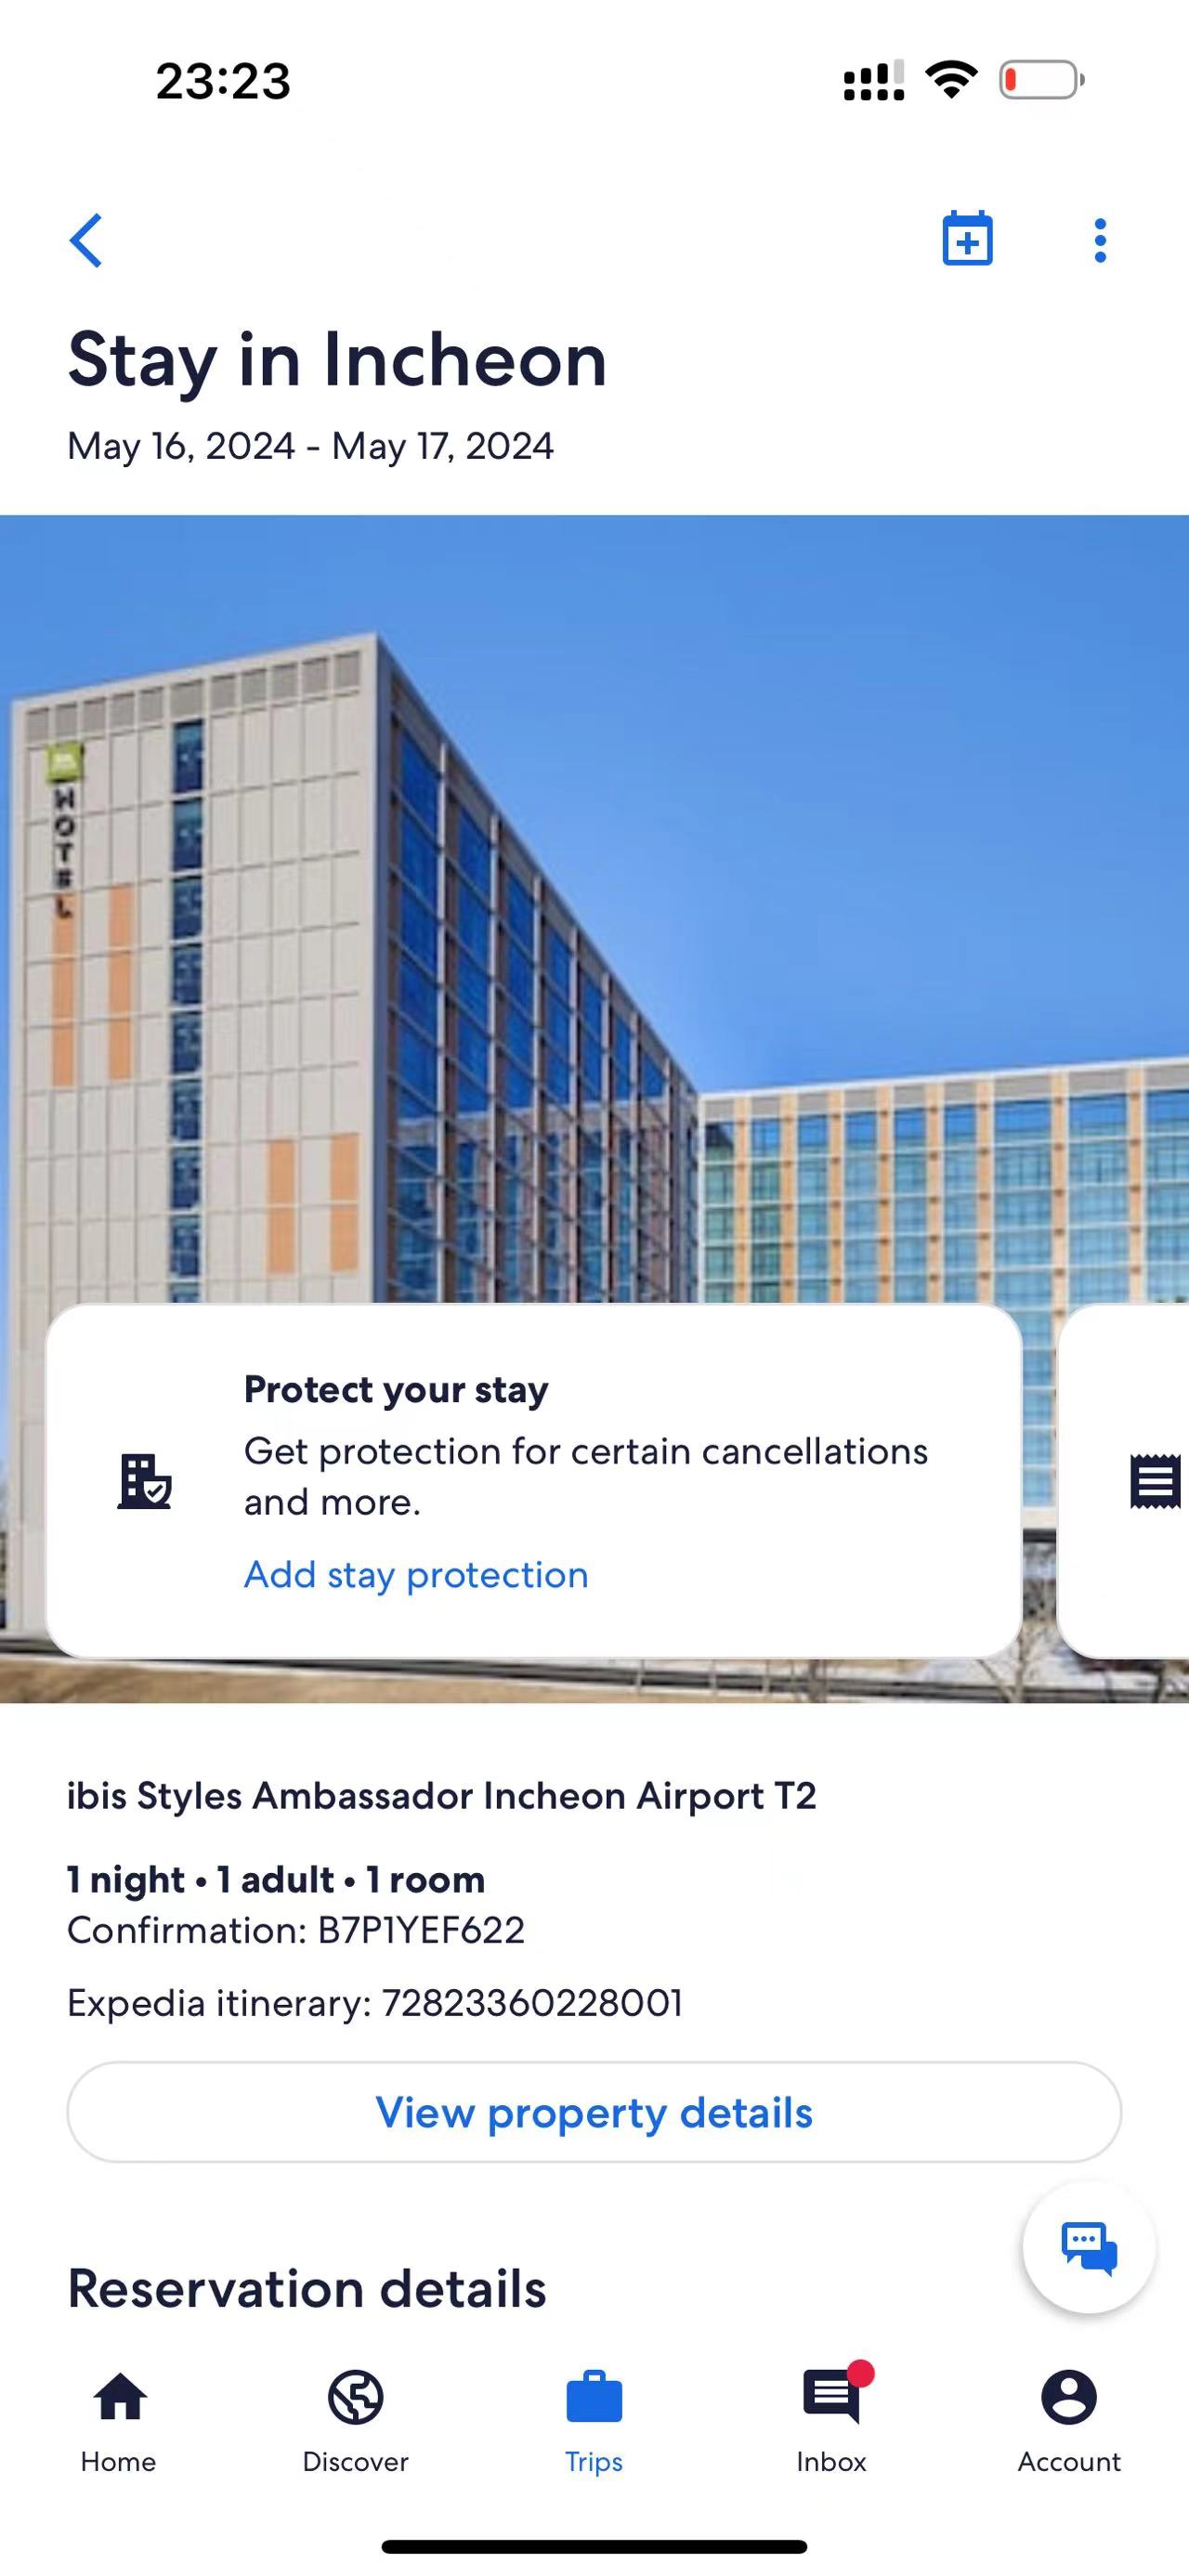 23:23
Stay in Incheon
May 16, 2024 - May 17, 2024
HOTEL
Protect your stay
Get protection for certain cancellations
and more.
Add stay protection
ibis Styles Ambassador Incheon Airport T2
1 night • 1 adult • 1 room
Confirmation: B7P1YEF622
Expedia itinerary: 72823360228001
View property details
Reservation details
Home
Discover
Trips
Inbox
Account